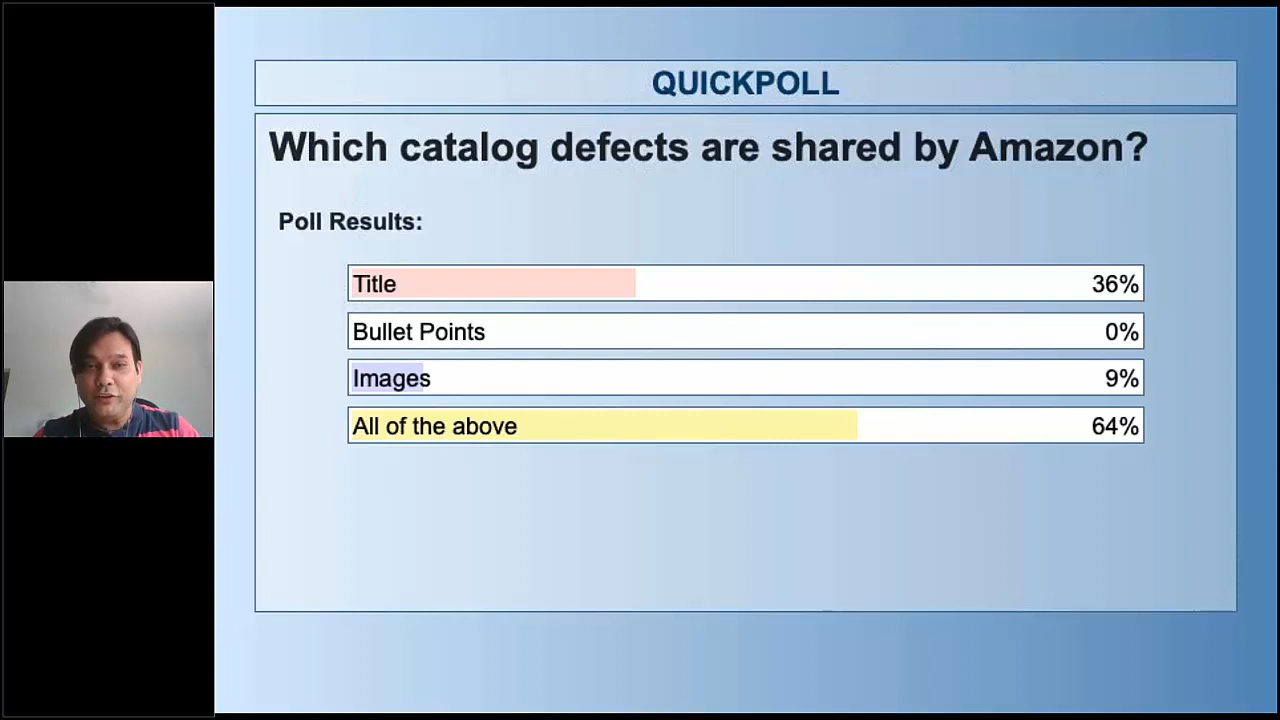 QUICKPOLL
Which catalog defects are shared by Amazon?
Poll Results:
Title 36%
Bullet Points 0%
Images 9%
All of the above 64%